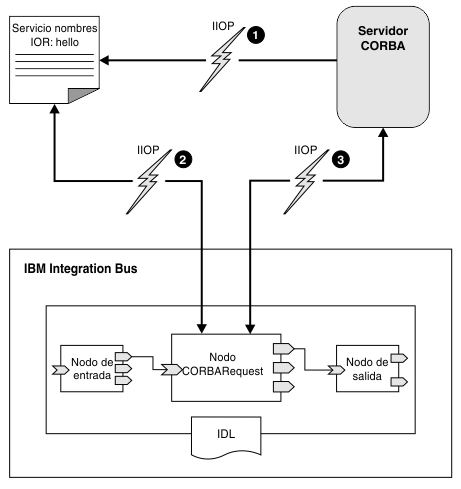 Servicio nombres
IOR: hello
IIOP
1
Servidor
CORBA
IIOP
2
IIOP
3
IBM Integration Bus
Nodo de
entrada
Nodo
CORBARequest
Nodo de
salida
IDL